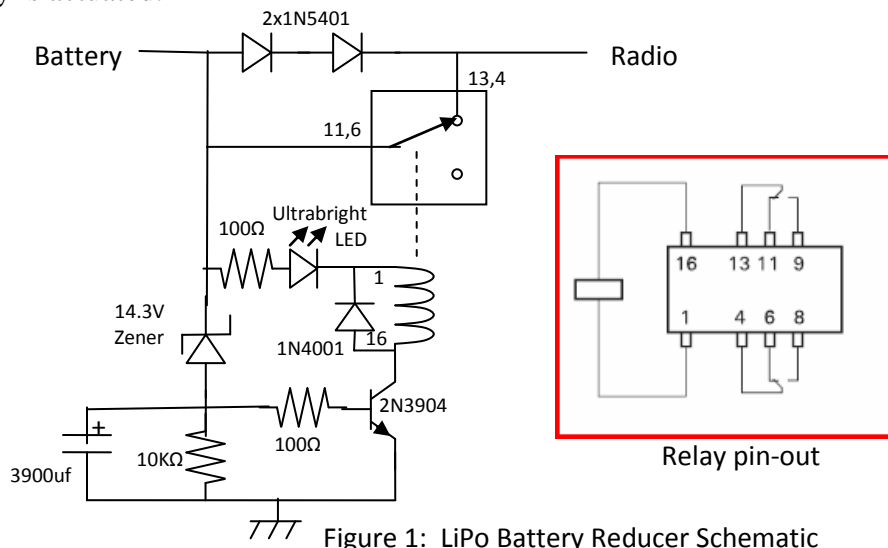 2x1N5401
Battery
Radio
13,4
11,6
Ultrabright
LED
100Ω
1
14.3V
Zener
1N4001
16
2N3904
+
100Ω
10KΩ
3900uf
16 13 11 9
1 4 6 8
Relay pin-out
Figure 1: LiPo Battery Reducer Schematic